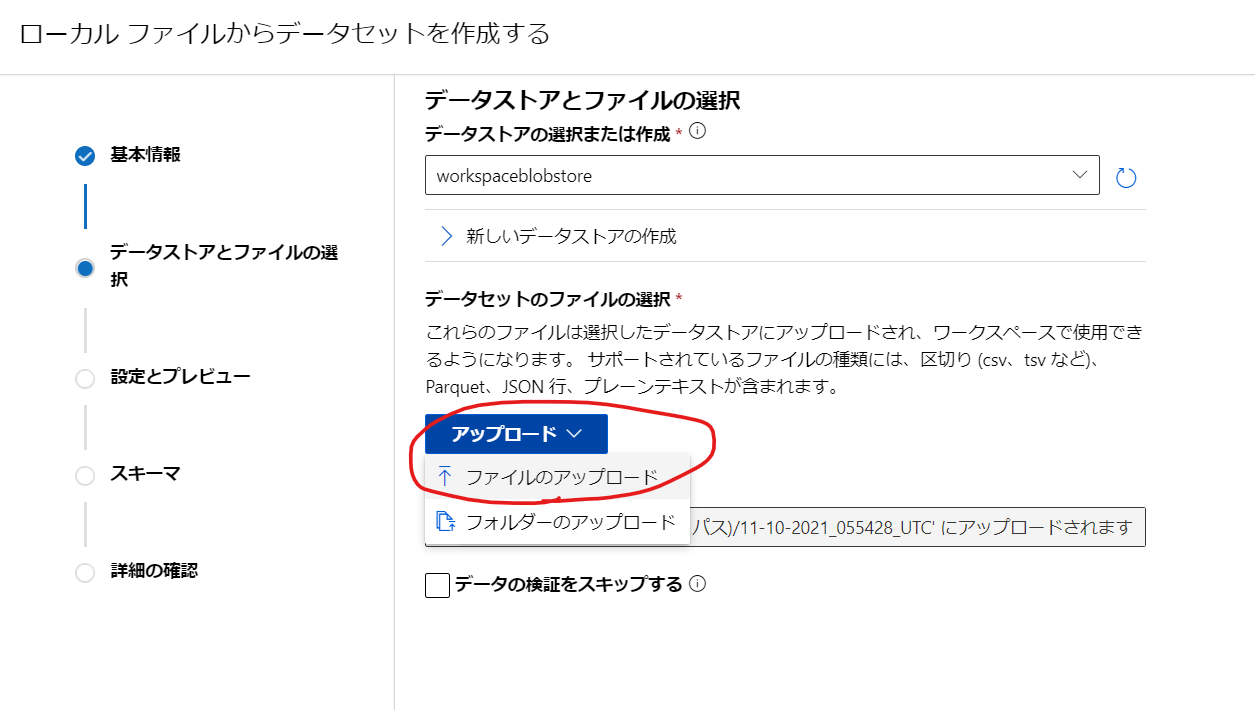 ローカル ファイルからデータセットを作成する
基本情報
データストアとファイルの選
択
設定とプレビュー
スキーマ
詳細の確認
データストアとファイルの選択
データストアの選択または作成 *
workspaceblobstore
新しいデータストアの作成
データセットのファイルの選択 *
これらのファイルは選択したデータストアにアップロードされ、ワークスペースで使用でき
るようになります。 サポートされているファイルの種類には、区切り (csv、tsv など)、
Parquet、JSON 行、プレーンテキストが含まれます。
アップロード
ファイルのアップロード
フォルダーのアップロード
パス)/11-10-2021_055428_UTC' にアップロードされます
データの検証をスキップする